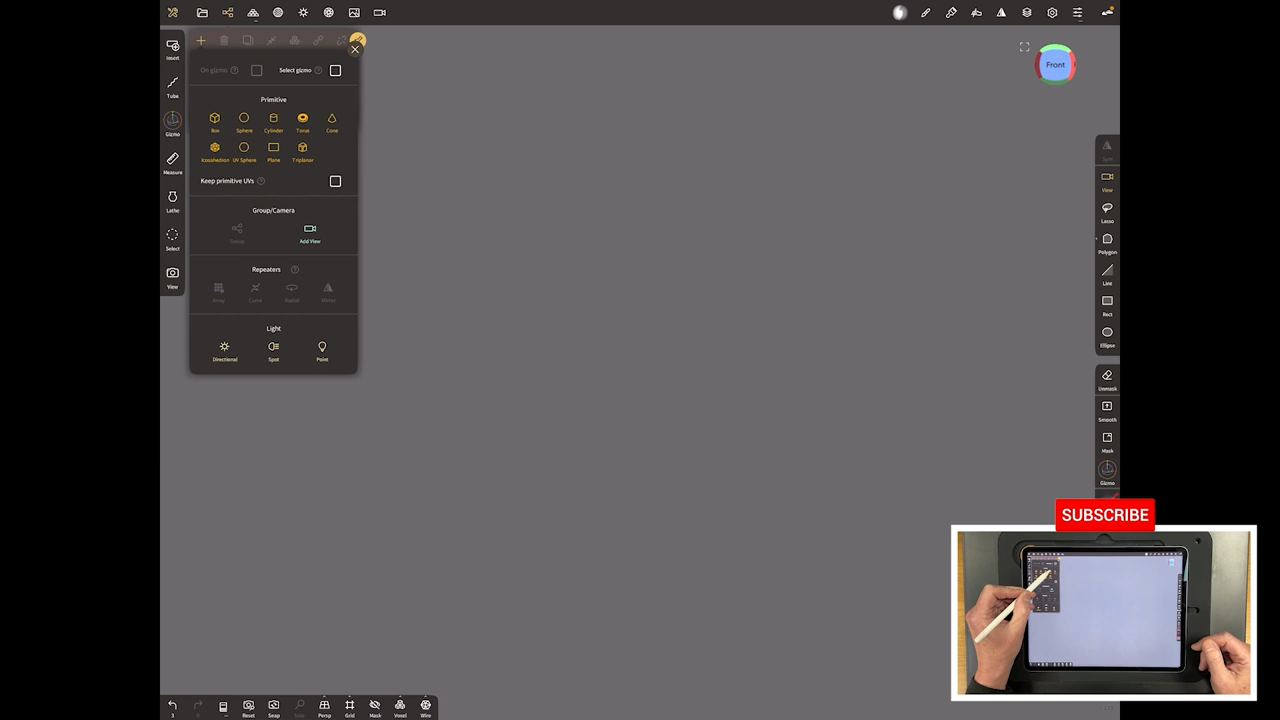 Insert
Tube
Gizmo
Measure
Lathe
Select
View
On gizmo ?
Select gizmo ?
Primitive
Box Sphere Cylinder Torus Cone
Icosahedron UV Sphere Plane Triplanar
Keep primitive UVs ?
Group/Camera
Group Add View
Repeaters ?
Array Curve Radial Mirror
Light
Directional Spot Point
Front
Sym
View
Lasso
Polygon
Line
Rect
Ellipse
Unmask
Smooth
Mask
Gizmo
SUBSCRIBE
3 Reset Snap Persp Grid Mask Voxel Wire